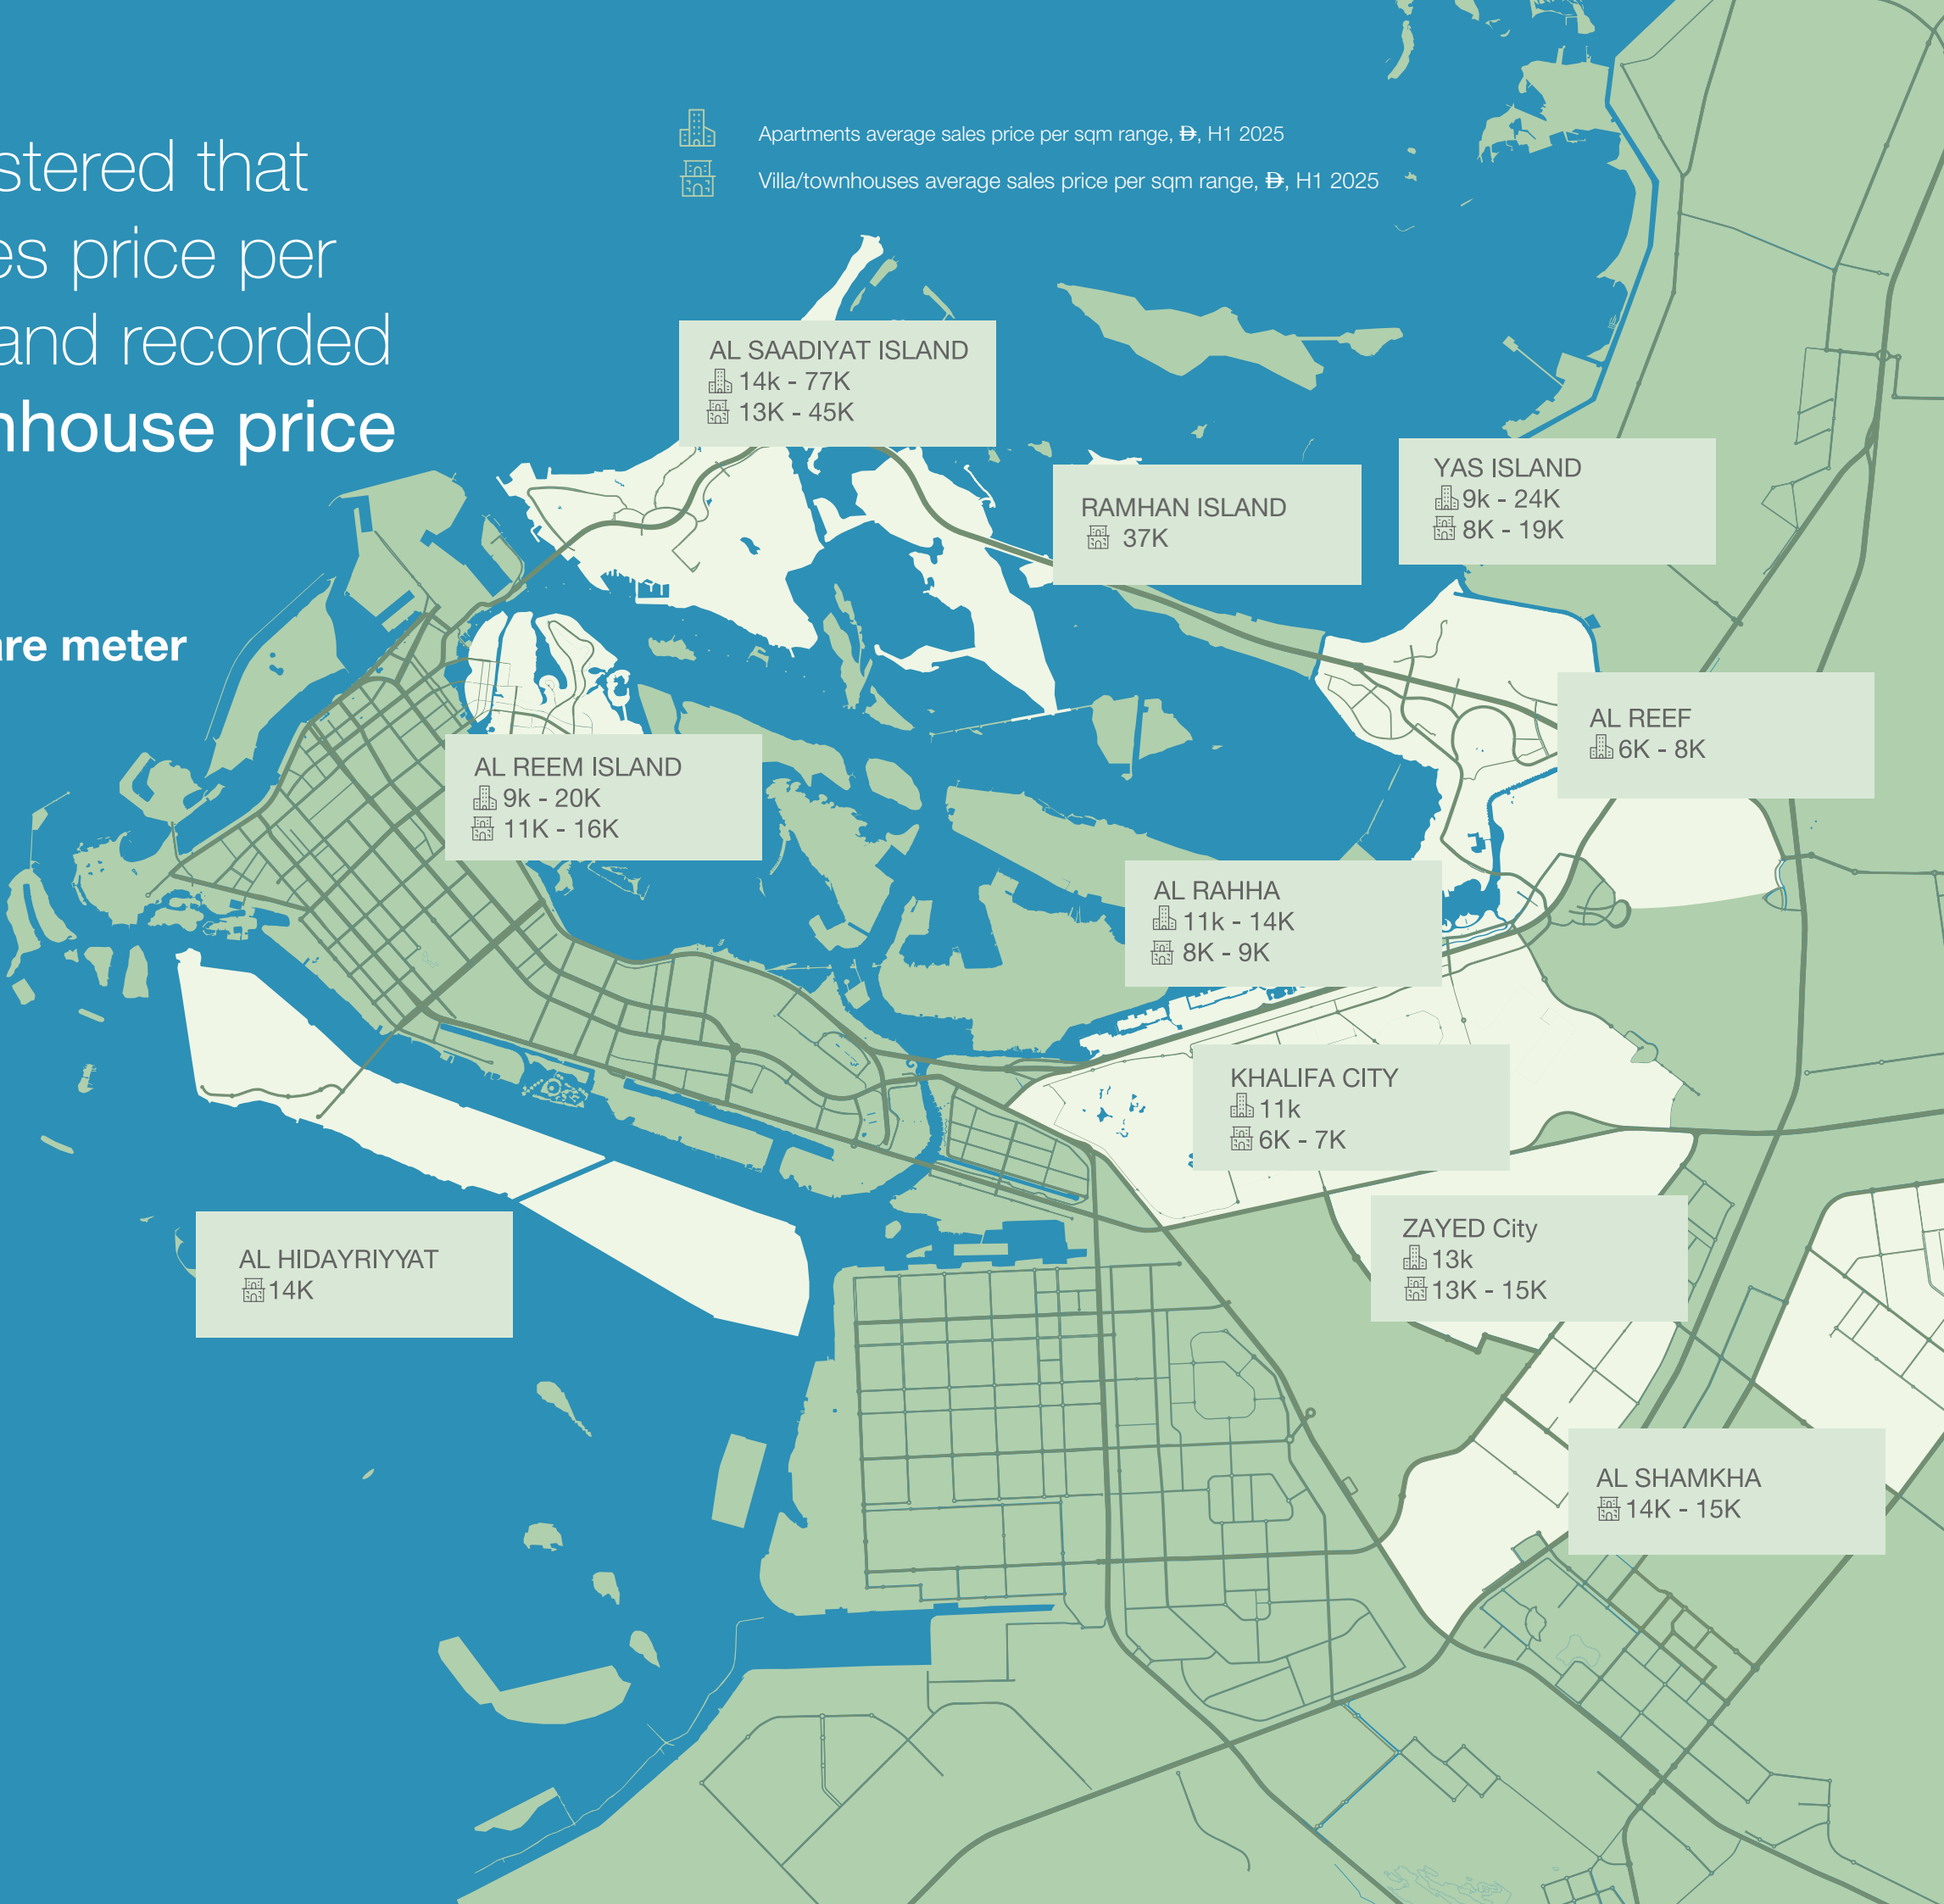 stered that
es price per
and recorded
nhouse price
are meter
Apartments average sales price per sqm range, D, H1 2025
Villa/townhouses average sales price per sqm range, D, H1 2025
AL SAADIYAT ISLAND
14k - 77K
13K - 45K
RAMHAN ISLAND
37K
YAS ISLAND
9k - 24K
8K - 19K
AL REEF
6K - 8K
AL REEM ISLAND
9k - 20K
11K - 16K
AL RAHHA
11k - 14K
8K - 9K
KHALIFA CITY
11k
6K - 7K
AL HIDAYRIYYAT
14K
ZAYED City
13k
13K - 15K
AL SHAMKHA
14K - 15K